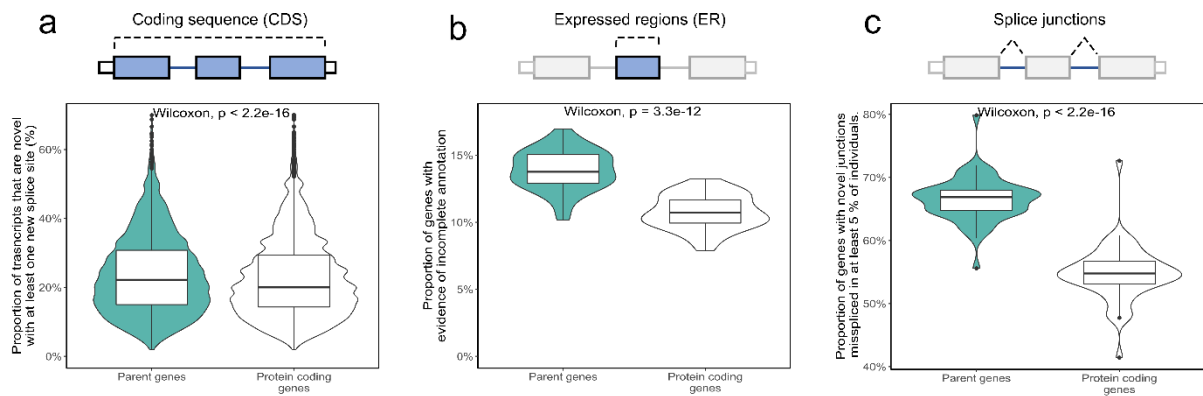 a
Coding sequence (CDS)
Wilcoxon, p < 2.2e-16
Proportion of trasncripts that are novel
with at least one new splice site (%)
60%
40%
20%
0%
Parent genes
Protein coding
genes
b
Expressed regions (ER)
Wilcoxon, p = 3.3e-12
Proportion of genes with
evidence of incomplete annotation
15%
10%
5%
0%
Parent genes
Protein coding
genes
c
Splice junctions
Wilcoxon, p < 2.2e-16
Proportion of genes with novel junctions
misspliced in at least 5 % of individuals.
80%
70%
60%
50%
40%
Parent genes
Protein coding
genes